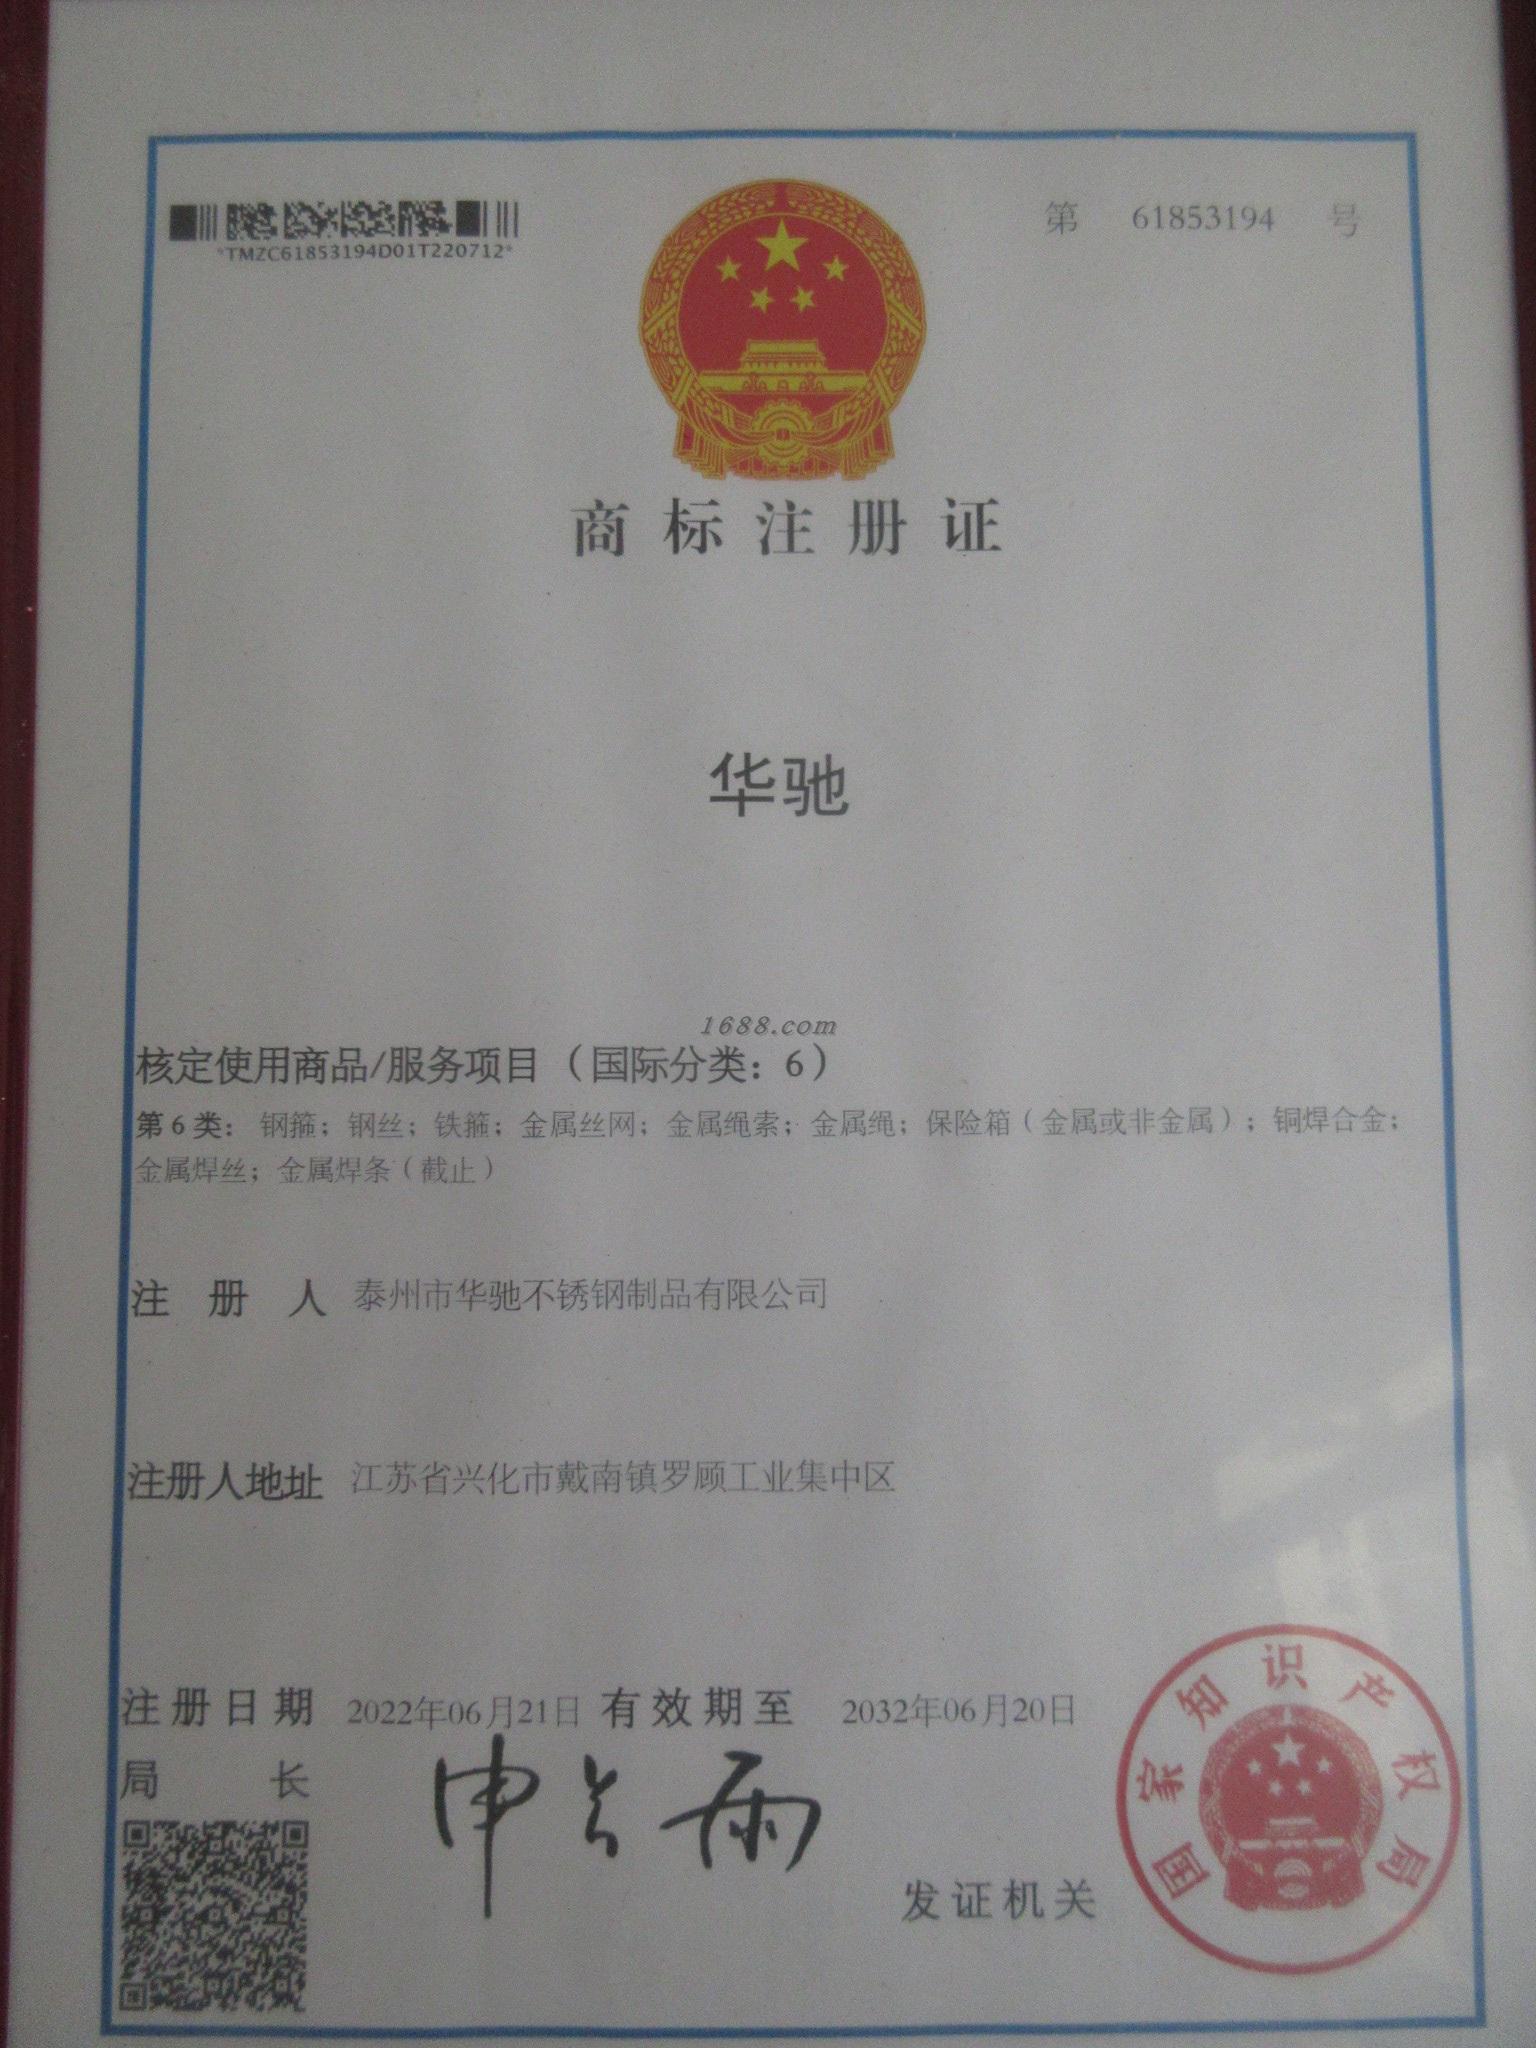 *TMZC61853194D01T220712*
第 61853194 号
商标注册证
华驰
1688.com
核定使用商品/服务项目（国际分类：6）
第6类：钢箍；钢丝；铁箍；金属丝网；金属绳索；金属绳；保险箱（金属或非金属）；铜焊合金；
金属焊丝；金属焊条（截止）
注册人 泰州市华驰不锈钢制品有限公司
注册人地址 江苏省兴化市戴南镇罗顾工业集中区
注册日期 2022年06月21日 有效期至 2032年06月20日
局长 申长雨
发证机关
国家知识产权局